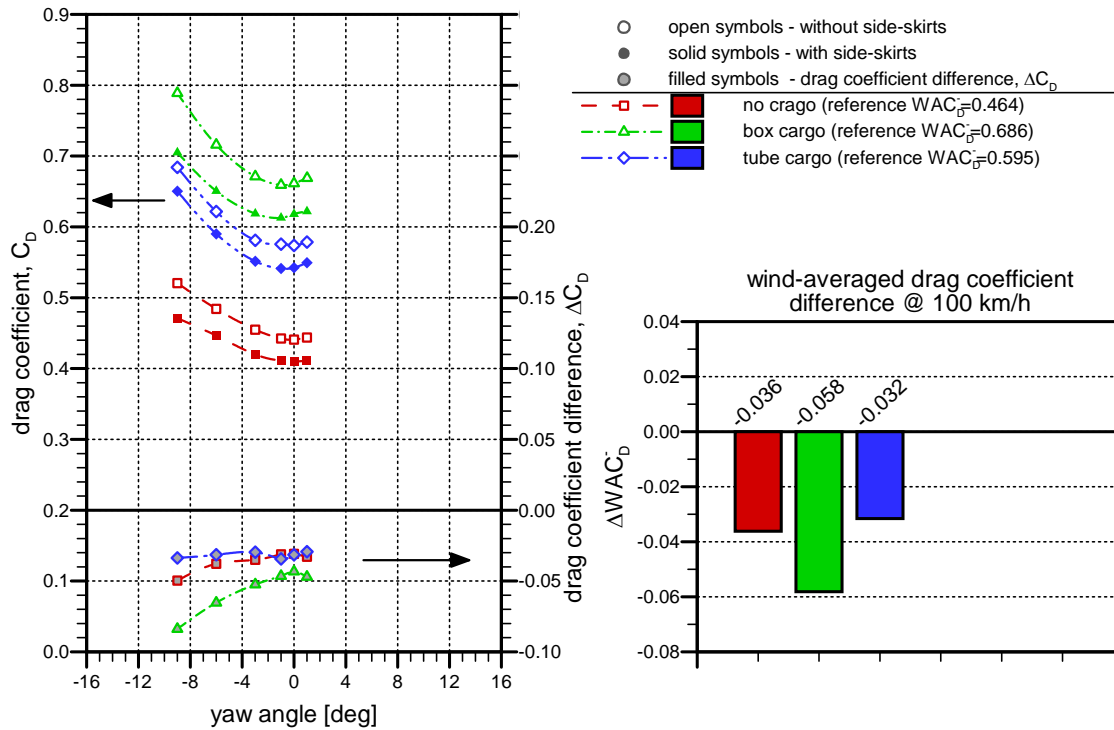 open symbols - without side-skirts
solid symbols - with side-skirts
filled symbols - drag coefficient difference, ΔC_D
no crago (reference WAC_D¯=0.464)
box cargo (reference WAC_D¯=0.686)
tube cargo (reference WAC_D¯=0.595)
drag coefficient, C_D
0.9
0.8
0.7
0.6
0.5
0.4
0.3
0.2
0.1
0.0
-16 -12 -8 -4 0 4 8 12 16
yaw angle [deg]
drag coefficient difference, ΔC_D
0.20
0.15
0.10
0.05
0.00
-0.05
-0.10
wind-averaged drag coefficient
difference @ 100 km/h
ΔWAC_D¯
0.04
0.02
0.00
-0.02
-0.04
-0.06
-0.08
-0.036
-0.058
-0.032